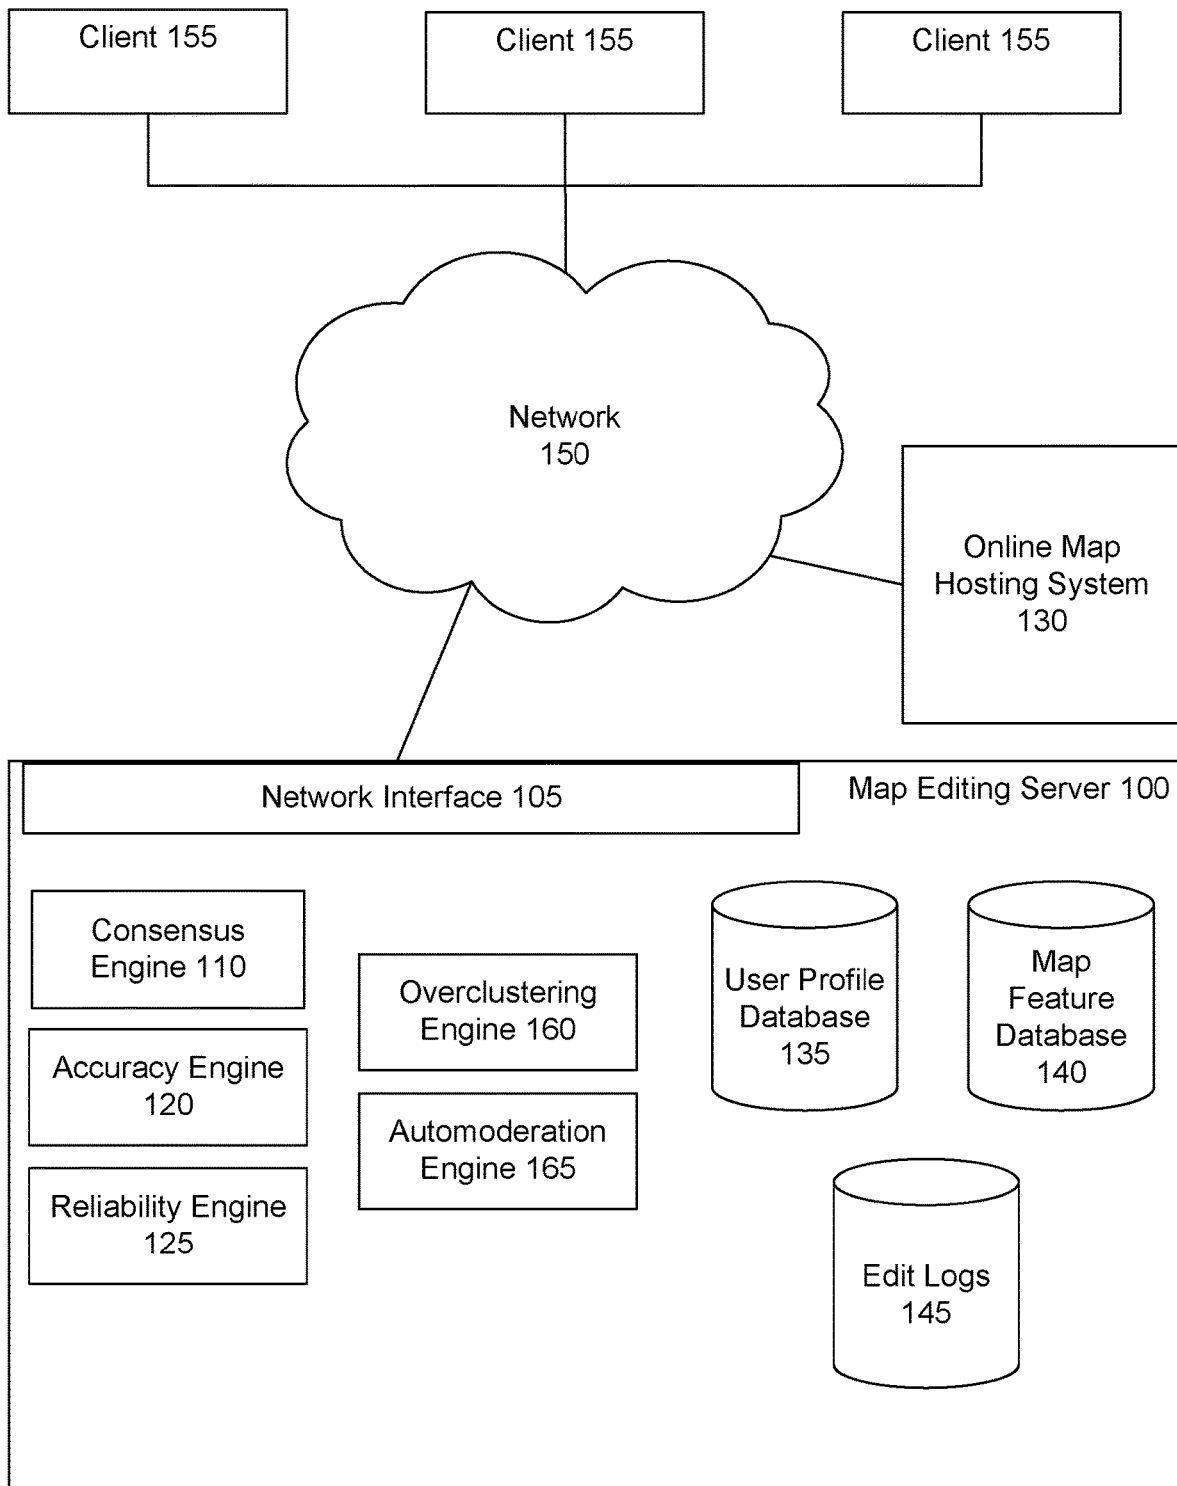 Client 155
Client 155
Client 155
Network
150
Online Map
Hosting System
130
Network Interface 105
Map Editing Server 100
Consensus
Engine 110
Overclustering
Engine 160
User Profile
Database
135
Map
Feature
Database
140
Accuracy Engine
120
Automoderation
Engine 165
Reliability Engine
125
Edit Logs
145